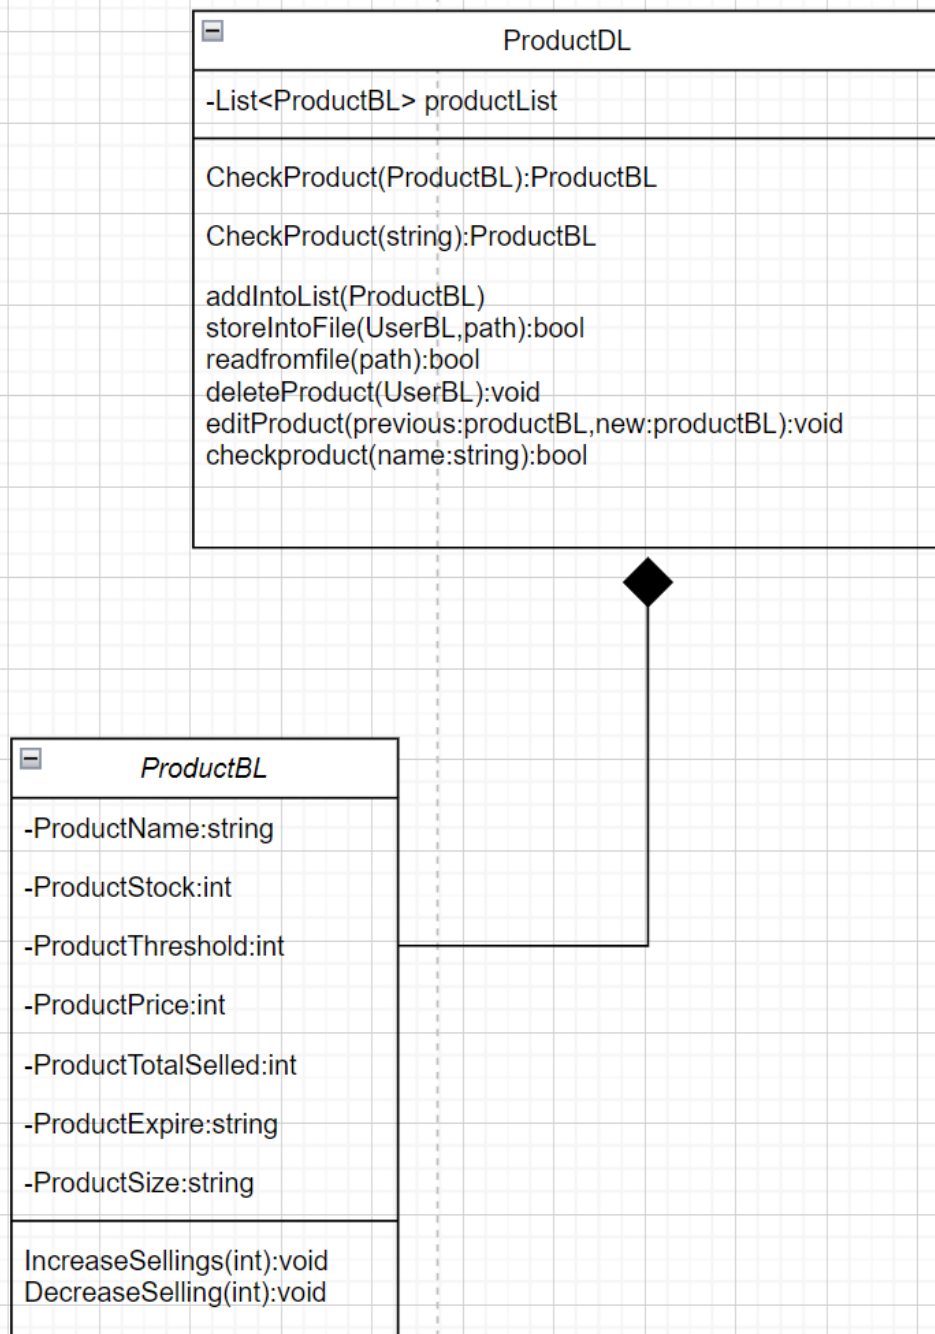 ProductDL
-List<ProductBL> productList
CheckProduct(ProductBL):ProductBL
CheckProduct(string):ProductBL
addIntoList(ProductBL)
storeIntoFile(UserBL,path):bool
readfromfile(path):bool
deleteProduct(UserBL):void
editProduct(previous:productBL,new:productBL):void
checkproduct(name:string):bool
ProductBL
-ProductName:string
-ProductStock:int
-ProductThreshold:int
-ProductPrice:int
-ProductTotalSelled:int
-ProductExpire:string
-ProductSize:string
IncreaseSellings(int):void
DecreaseSelling(int):void